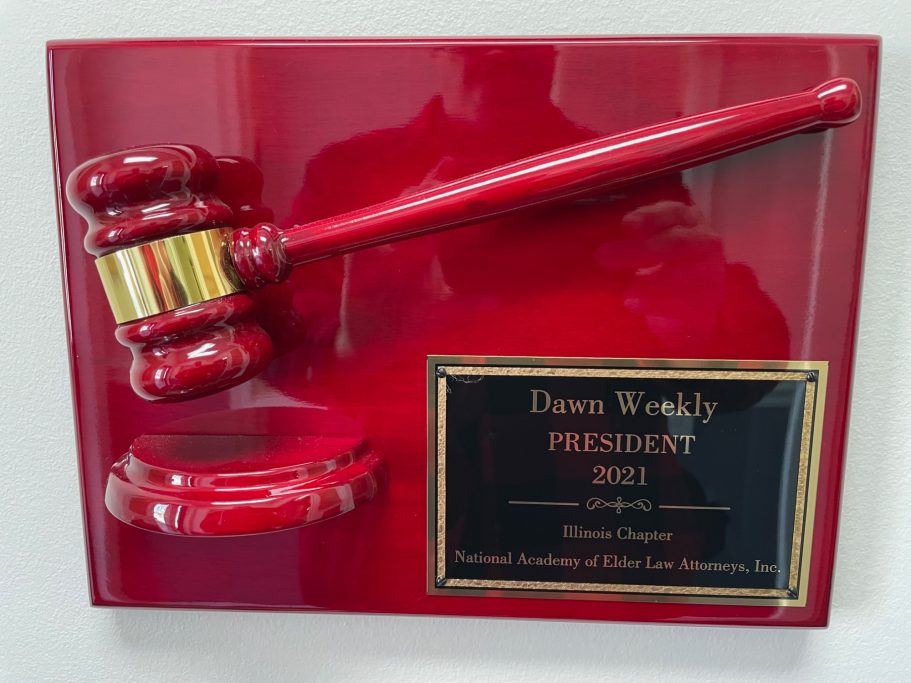 Dawn Weekly
PRESIDENT
2021
Illinois Chapter
National Academy of Elder Law Attorneys, Inc.